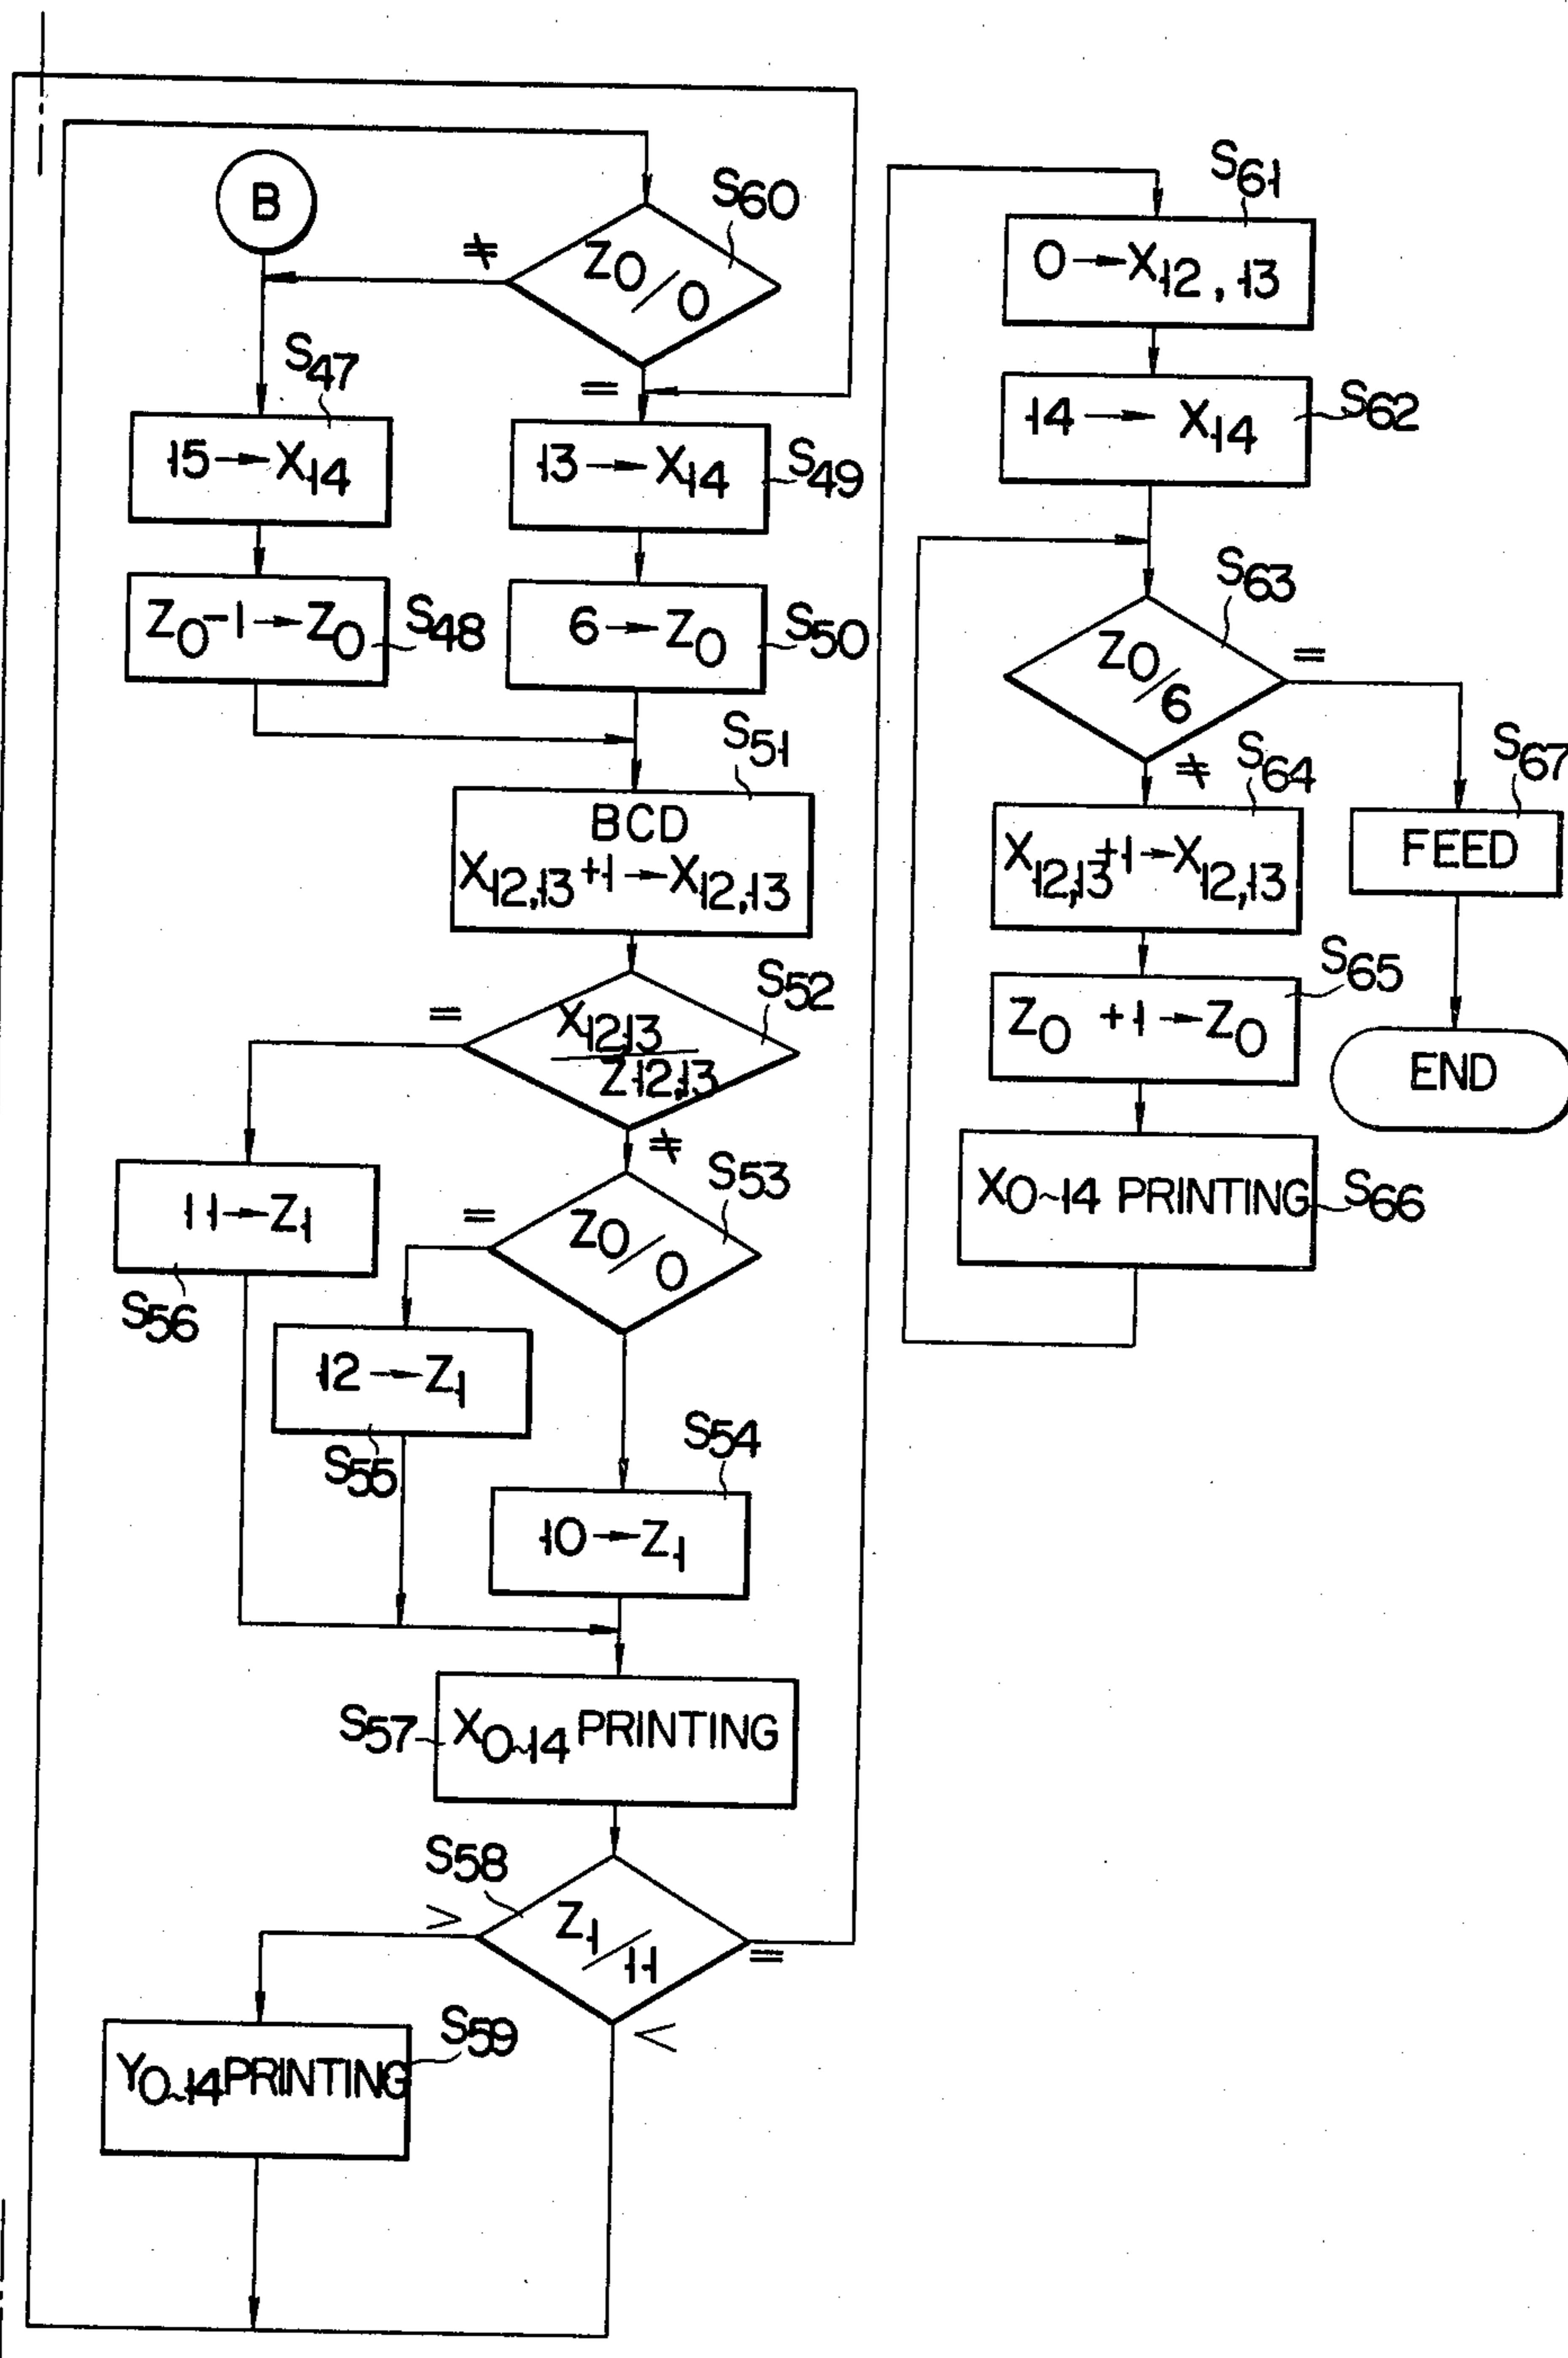 B
S60
≠
Z0/0
=
S47
15→X14
13→X14
S49
Z0-1→Z0
S48
6→Z0
S50
S51
BCD
X12,13+1→X12,13
S52
=
X12,13
Z12,13
≠
S53
=
Z0/0
11→Z1
S56
12→Z1
S55
S54
10→Z1
S57
X0~14 PRINTING
S58
>
Z1/11
=
<
S59
Y0~14 PRINTING
S61
0→X12,13
14→X14
S62
S63
Z0/6
=
≠
S64
X12,13+1→X12,13
S67
FEED
S65
Z0+1→Z0
END
X0~14 PRINTING
S66